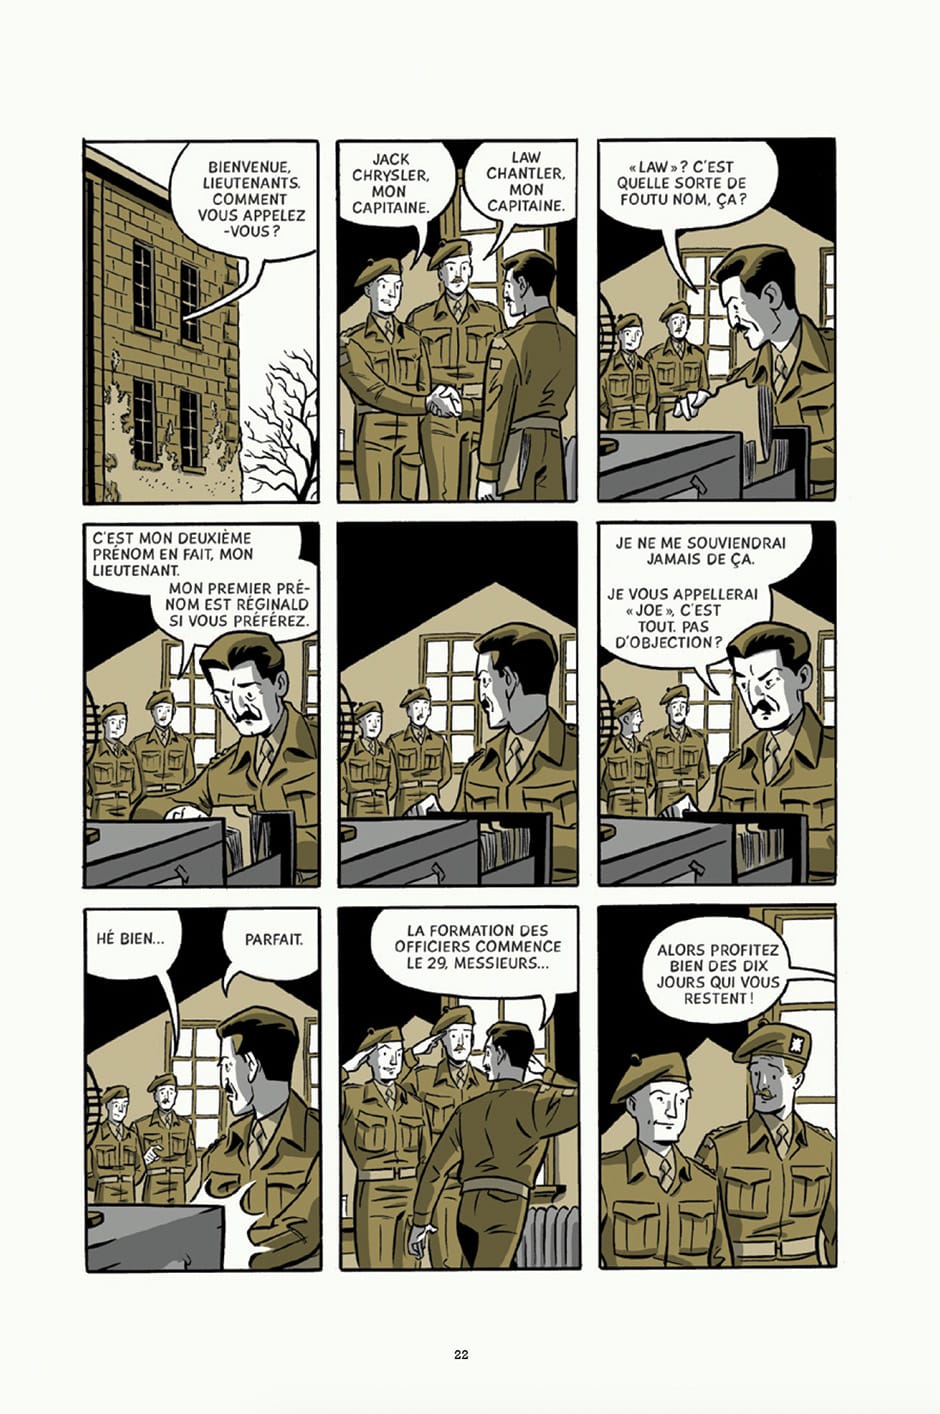 BIENVENUE,
LIEUTENANTS.
COMMENT
VOUS APPELEZ
-VOUS ?
JACK
CHRYSLER,
MON
CAPITAINE.
LAW
CHANTLER,
MON
CAPITAINE.
« LAW » ? C'EST
QUELLE SORTE DE
FOUTU NOM, ÇA ?
C'EST MON DEUXIÈME
PRÉNOM EN FAIT, MON
LIEUTENANT.
MON PREMIER PRÉ-
NOM EST RÉGINALD
SI VOUS PRÉFÉREZ.
JE NE ME SOUVIENDRAI
JAMAIS DE ÇA.
JE VOUS APPELLERAI
« JOE », C'EST
TOUT. PAS
D'OBJECTION ?
HÉ BIEN...
PARFAIT.
LA FORMATION DES
OFFICIERS COMMENCE
LE 29, MESSIEURS...
ALORS PROFITEZ
BIEN DES DIX
JOURS QUI VOUS
RESTENT !
22